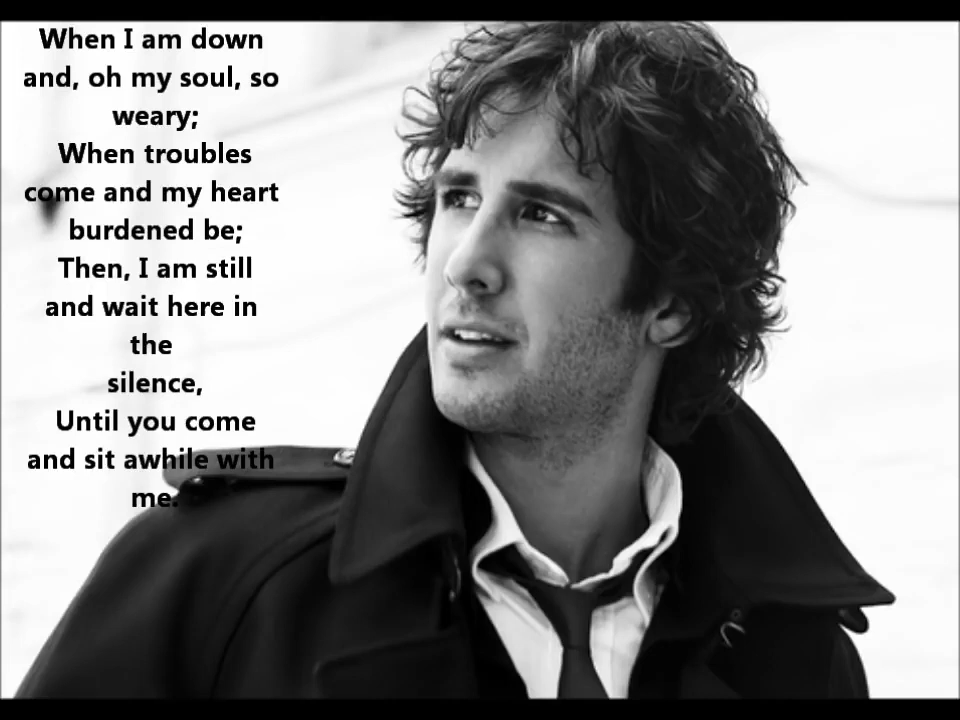 When I am down
and, oh my soul, so
weary;
When troubles
come and my heart
burdened be;
Then, I am still
and wait here in
the
silence,
Until you come
and sit awhile with
me.